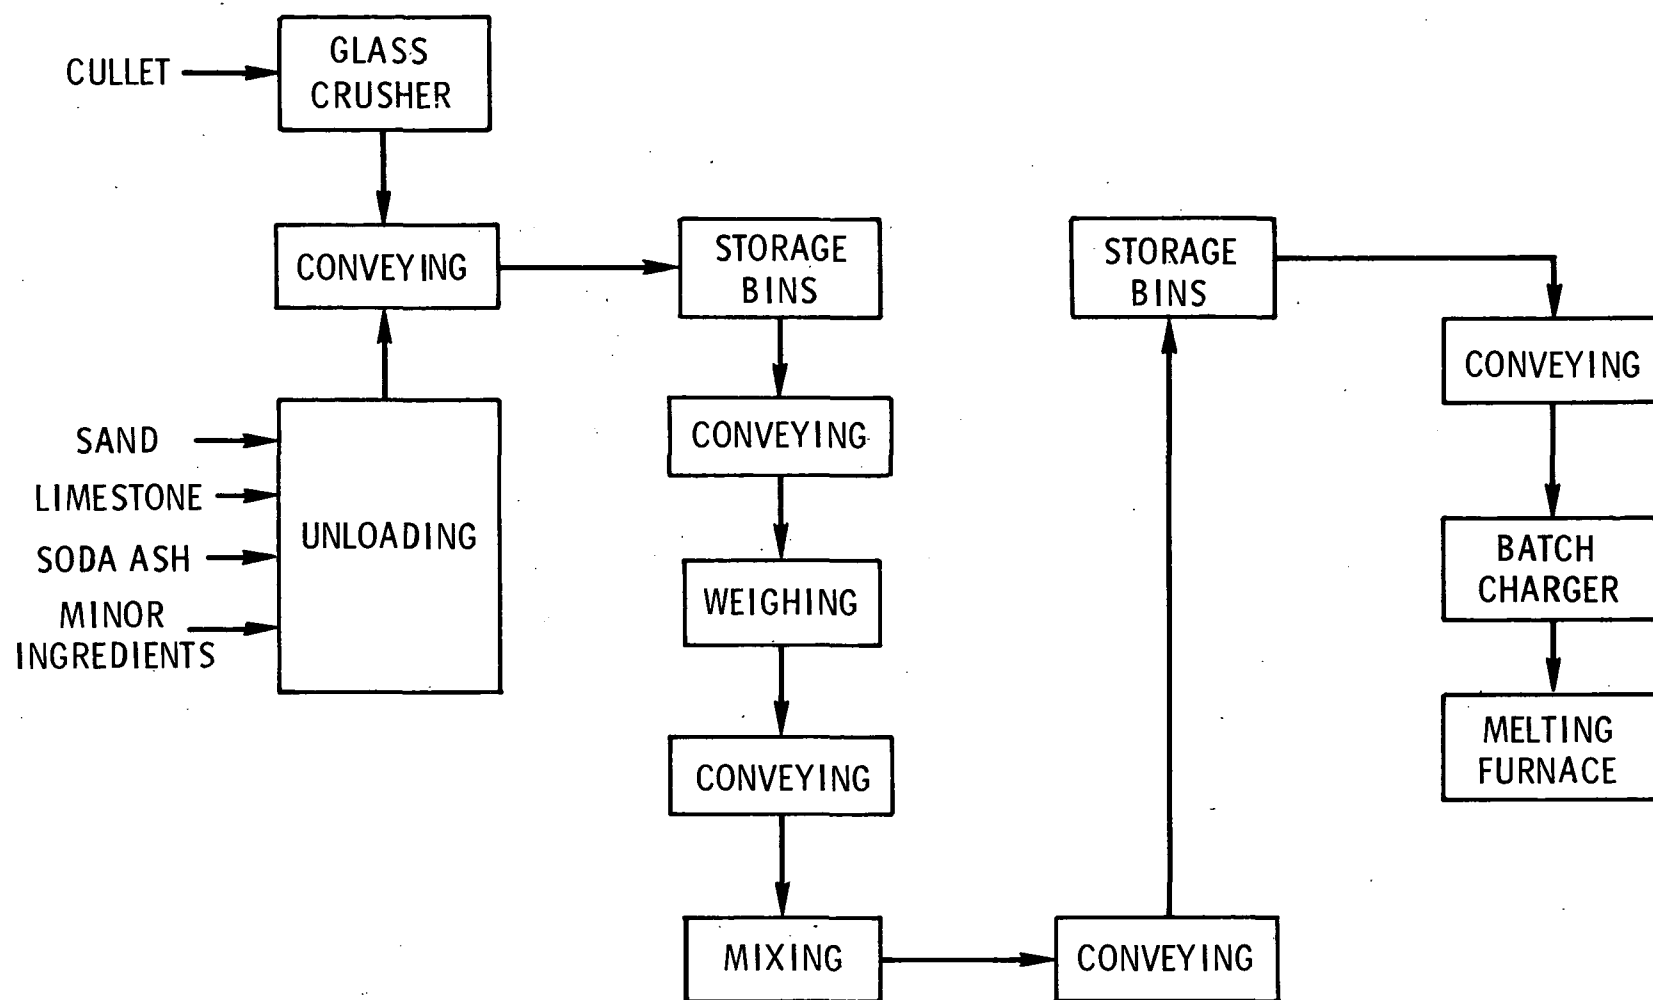 CULLET
GLASS
CRUSHER
CONVEYING
SAND
LIMESTONE
SODA ASH
MINOR
INGREDIENTS
UNLOADING
STORAGE
BINS
CONVEYING
WEIGHING
CONVEYING
MIXING
CONVEYING
STORAGE
BINS
CONVEYING
BATCH
CHARGER
MELTING
FURNACE